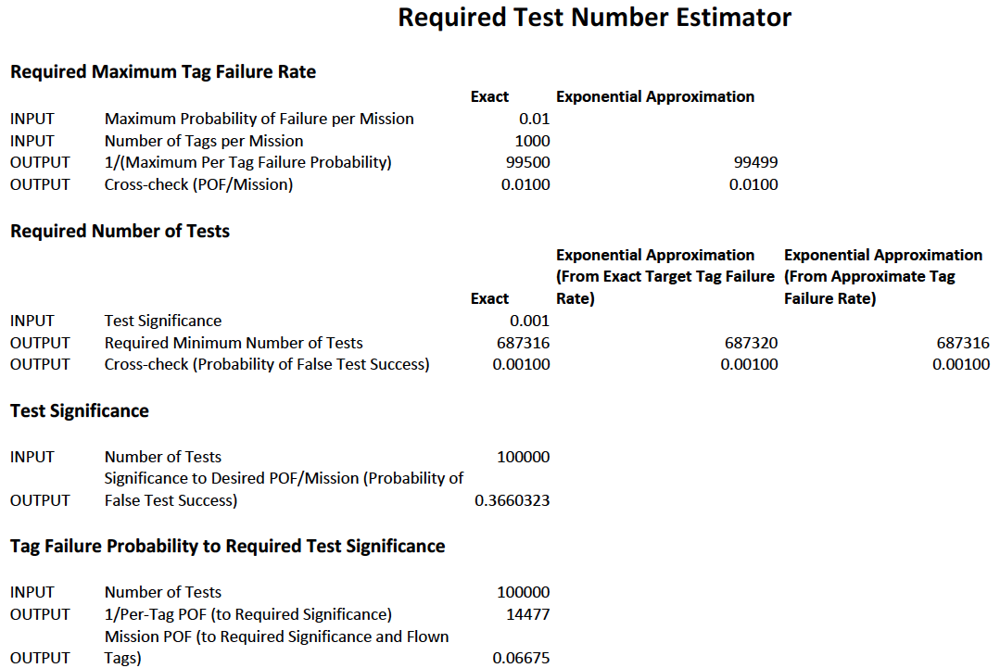 Required Test Number Estimator
Required Maximum Tag Failure Rate
Exact Exponential Approximation
INPUT Maximum Probability of Failure per Mission 0.01
INPUT Number of Tags per Mission 1000
OUTPUT 1/(Maximum Per Tag Failure Probability) 99500 99499
OUTPUT Cross-check (POF/Mission) 0.0100 0.0100
Required Number of Tests
Exponential Approximation Exponential Approximation
(From Exact Target Tag Failure (From Approximate Tag
Exact Rate) Failure Rate)
INPUT Test Significance 0.001
OUTPUT Required Minimum Number of Tests 687316 687320 687316
OUTPUT Cross-check (Probability of False Test Success) 0.00100 0.00100 0.00100
Test Significance
INPUT Number of Tests 100000
Significance to Desired POF/Mission (Probability of
OUTPUT False Test Success) 0.3660323
Tag Failure Probability to Required Test Significance
INPUT Number of Tests 100000
OUTPUT 1/Per-Tag POF (to Required Significance) 14477
Mission POF (to Required Significance and Flown
OUTPUT Tags) 0.06675